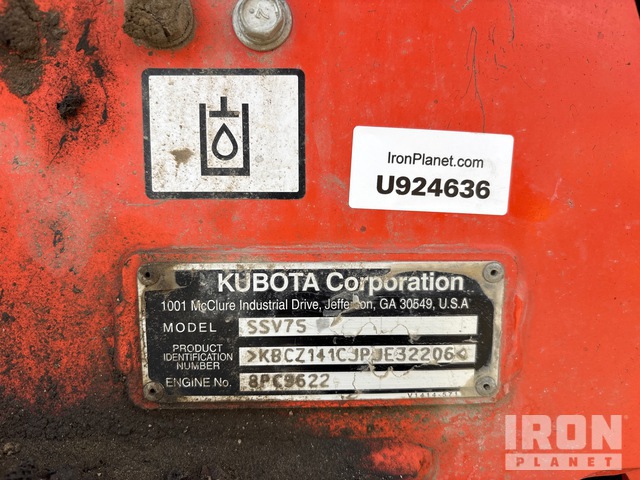 IronPlanet.com
U924636
KUBOTA Corporation
1001 McClure Industrial Drive, Jefferson, GA 30549, U.S.A
MODEL SSV75
PRODUCT
IDENTIFICATION
NUMBER
ENGINE No. 8PC9622
IRON
PLANET